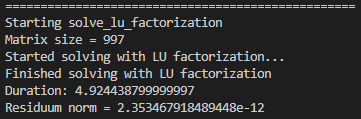 ==================================================
Starting solve_lu_factorization
Matrix size = 997
Started solving with LU factorization...
Finished solving with LU factorization
Duration: 4.924438799999997
Residuum norm = 2.353467918489448e-12